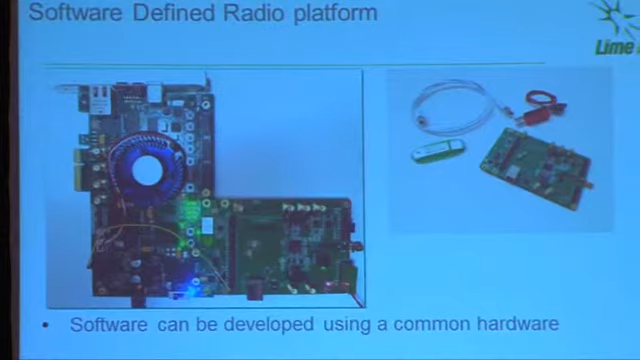 Software Defined Radio platform
Lime
• Software can be developed using a common hardware